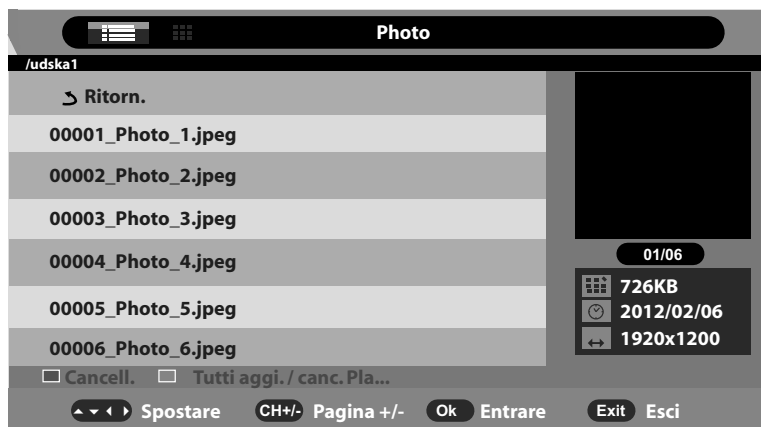 Photo
/udska1
Ritorn.
00001_Photo_1.jpeg
00002_Photo_2.jpeg
00003_Photo_3.jpeg
00004_Photo_4.jpeg
00005_Photo_5.jpeg
00006_Photo_6.jpeg
01/06
726KB
2012/02/06
1920x1200
Cancell. Tutti aggi. / canc. Pla...
Spostare CH+/- Pagina +/- Ok Entrare Exit Esci